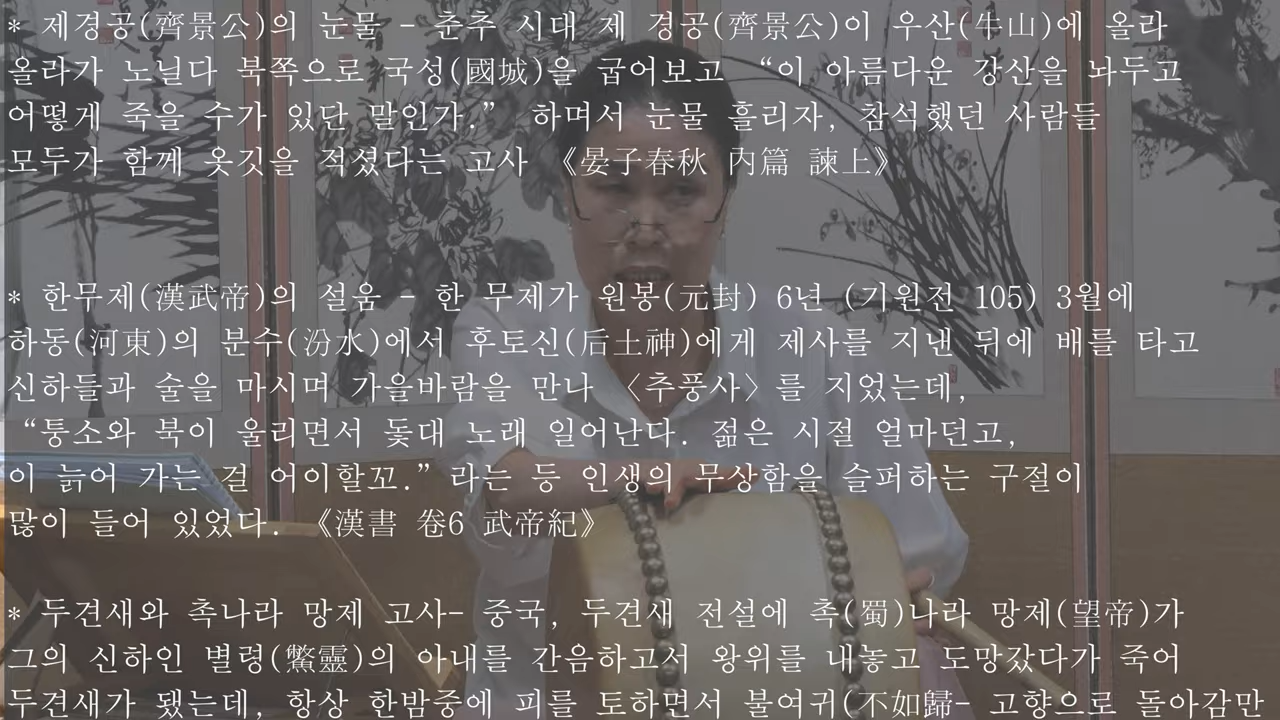 * 제경공(齊景公)의 눈물 - 춘추 시대 제 경공(齊景公)이 우산(牛山)에 올라
올라가 노닐다 북쪽으로 국성(國城)을 굽어보고 “이 아름다운 강산을 놔두고
어떻게 죽을 수가 있단 말인가.” 하며서 눈물 흘리자, 참석했던 사람들
모두가 함께 옷깃을 적셨다는 고사 《晏子春秋 內篇 諫上》
* 한무제(漢武帝)의 설움 - 한 무제가 원봉(元封) 6년 (기원전 105) 3월에
하동(河東)의 분수(汾水)에서 후토신(后土神)에게 제사를 지낸 뒤에 배를 타고
신하들과 술을 마시며 가을바람을 만나 〈추풍사〉를 지었는데,
“퉁소와 북이 울리면서 돛대 노래 일어난다. 젊은 시절 얼마던고,
이 늙어 가는 걸 어이할꼬.” 라는 등 인생의 무상함을 슬퍼하는 구절이
많이 들어 있었다. 《漢書 卷6 武帝紀》
* 두견새와 촉나라 망제 고사- 중국, 두견새 전설에 촉(蜀)나라 망제(望帝)가
그의 신하인 별령(鱉靈)의 아내를 간음하고서 왕위를 내놓고 도망갔다가 죽어
두견새가 됐는데, 항상 한밤중에 피를 토하면서 불여귀(不如歸- 고향으로 돌아감만